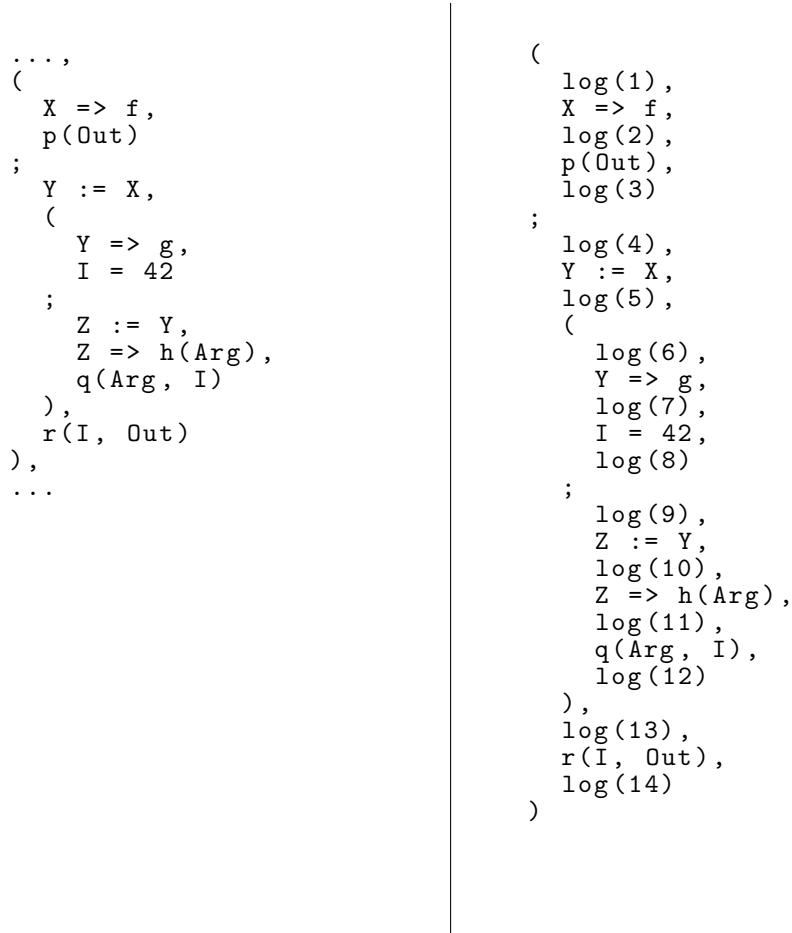 ...,
(
  X => f,
  p(Out)
;
  Y := X,
  (
    Y => g,
    I = 42
  ;
    Z := Y,
    Z => h(Arg),
    q(Arg, I)
  ),
  r(I, Out)
),
...
(
  log(1),
  X => f,
  log(2),
  p(Out),
  log(3)
;
  log(4),
  Y := X,
  log(5),
  (
    log(6),
    Y => g,
    log(7),
    I = 42,
    log(8)
  ;
    log(9),
    Z := Y,
    log(10),
    Z => h(Arg),
    log(11),
    q(Arg, I),
    log(12)
  ),
  log(13),
  r(I, Out),
  log(14)
)